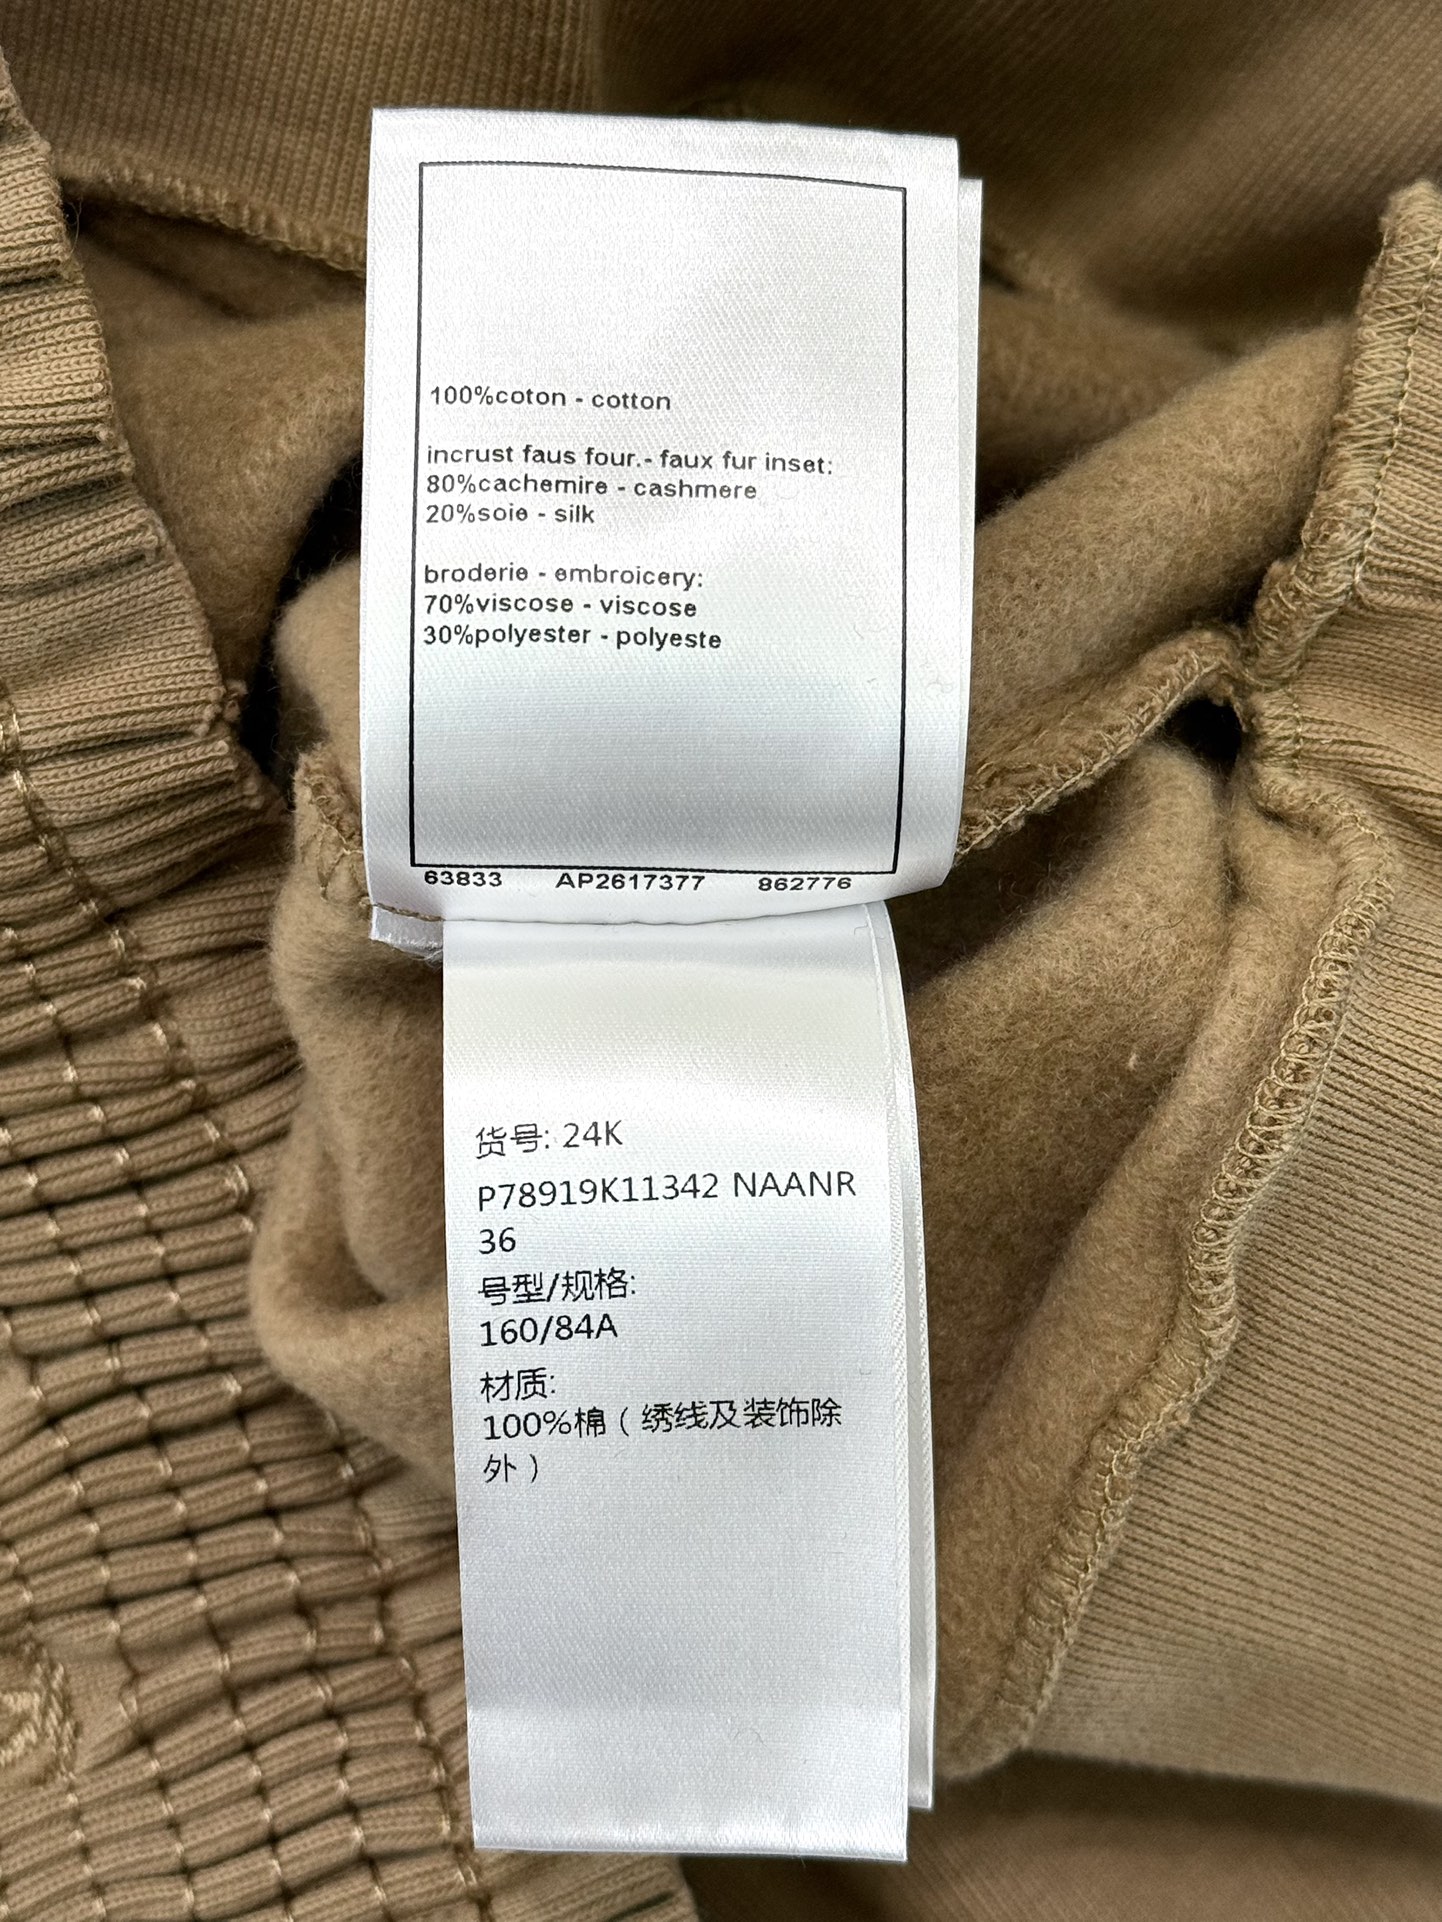 100%coton - cotton
incrust faus four.- faux fur inset:
80%cachemire - cashmere
20%soie - silk
broderie - embroicery:
70%viscose - viscose
30%polyester - polyeste
63833 AP2617377 862776
货号: 24K
P78919K11342 NAANR
36
号型/规格:
160/84A
材质:
100%棉（绣线及装饰除
外）